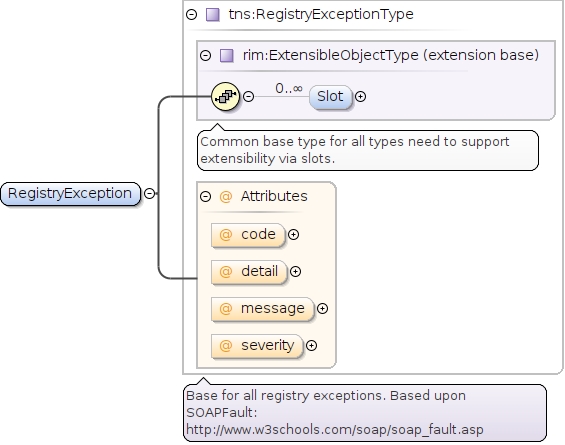 tns:RegistryExceptionType
rim:ExtensibleObjectType (extension base)
0..∞
Slot
Common base type for all types need to support
extensibility via slots.
RegistryException
@ Attributes
@ code
@ detail
@ message
@ severity
Base for all registry exceptions. Based upon
SOAPFault:
http://www.w3schools.com/soap/soap_fault.asp